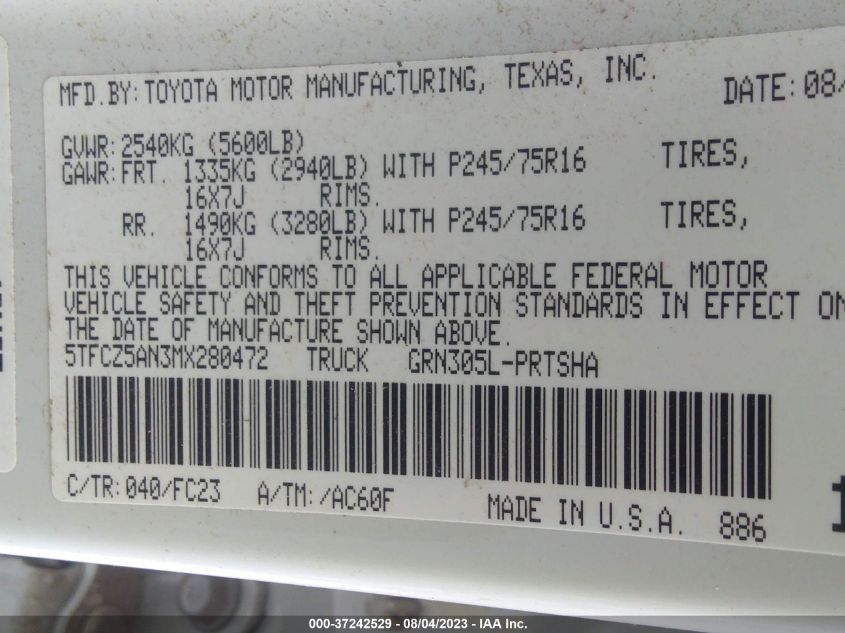 MFD.BY:TOYOTA MOTOR MANUFACTURING, TEXAS, INC. DATE:08/
GVWR:2540KG (5600LB)
GAWR:FRT. 1335KG (2940LB) WITH P245/75R16 TIRES,
16X7J RIMS.
RR. 1490KG (3280LB) WITH P245/75R16 TIRES,
16X7J RIMS.
THIS VEHICLE CONFORMS TO ALL APPLICABLE FEDERAL MOTOR
VEHICLE SAFETY AND THEFT PREVENTION STANDARDS IN EFFECT ON
THE DATE OF MANUFACTURE SHOWN ABOVE.
5TFCZ5AN3MX280472 TRUCK GRN305L-PRTSHA
C/TR:040/FC23 A/TM:/AC60F MADE IN U.S.A. 886
000-37242529 - 08/04/2023 - IAA Inc.